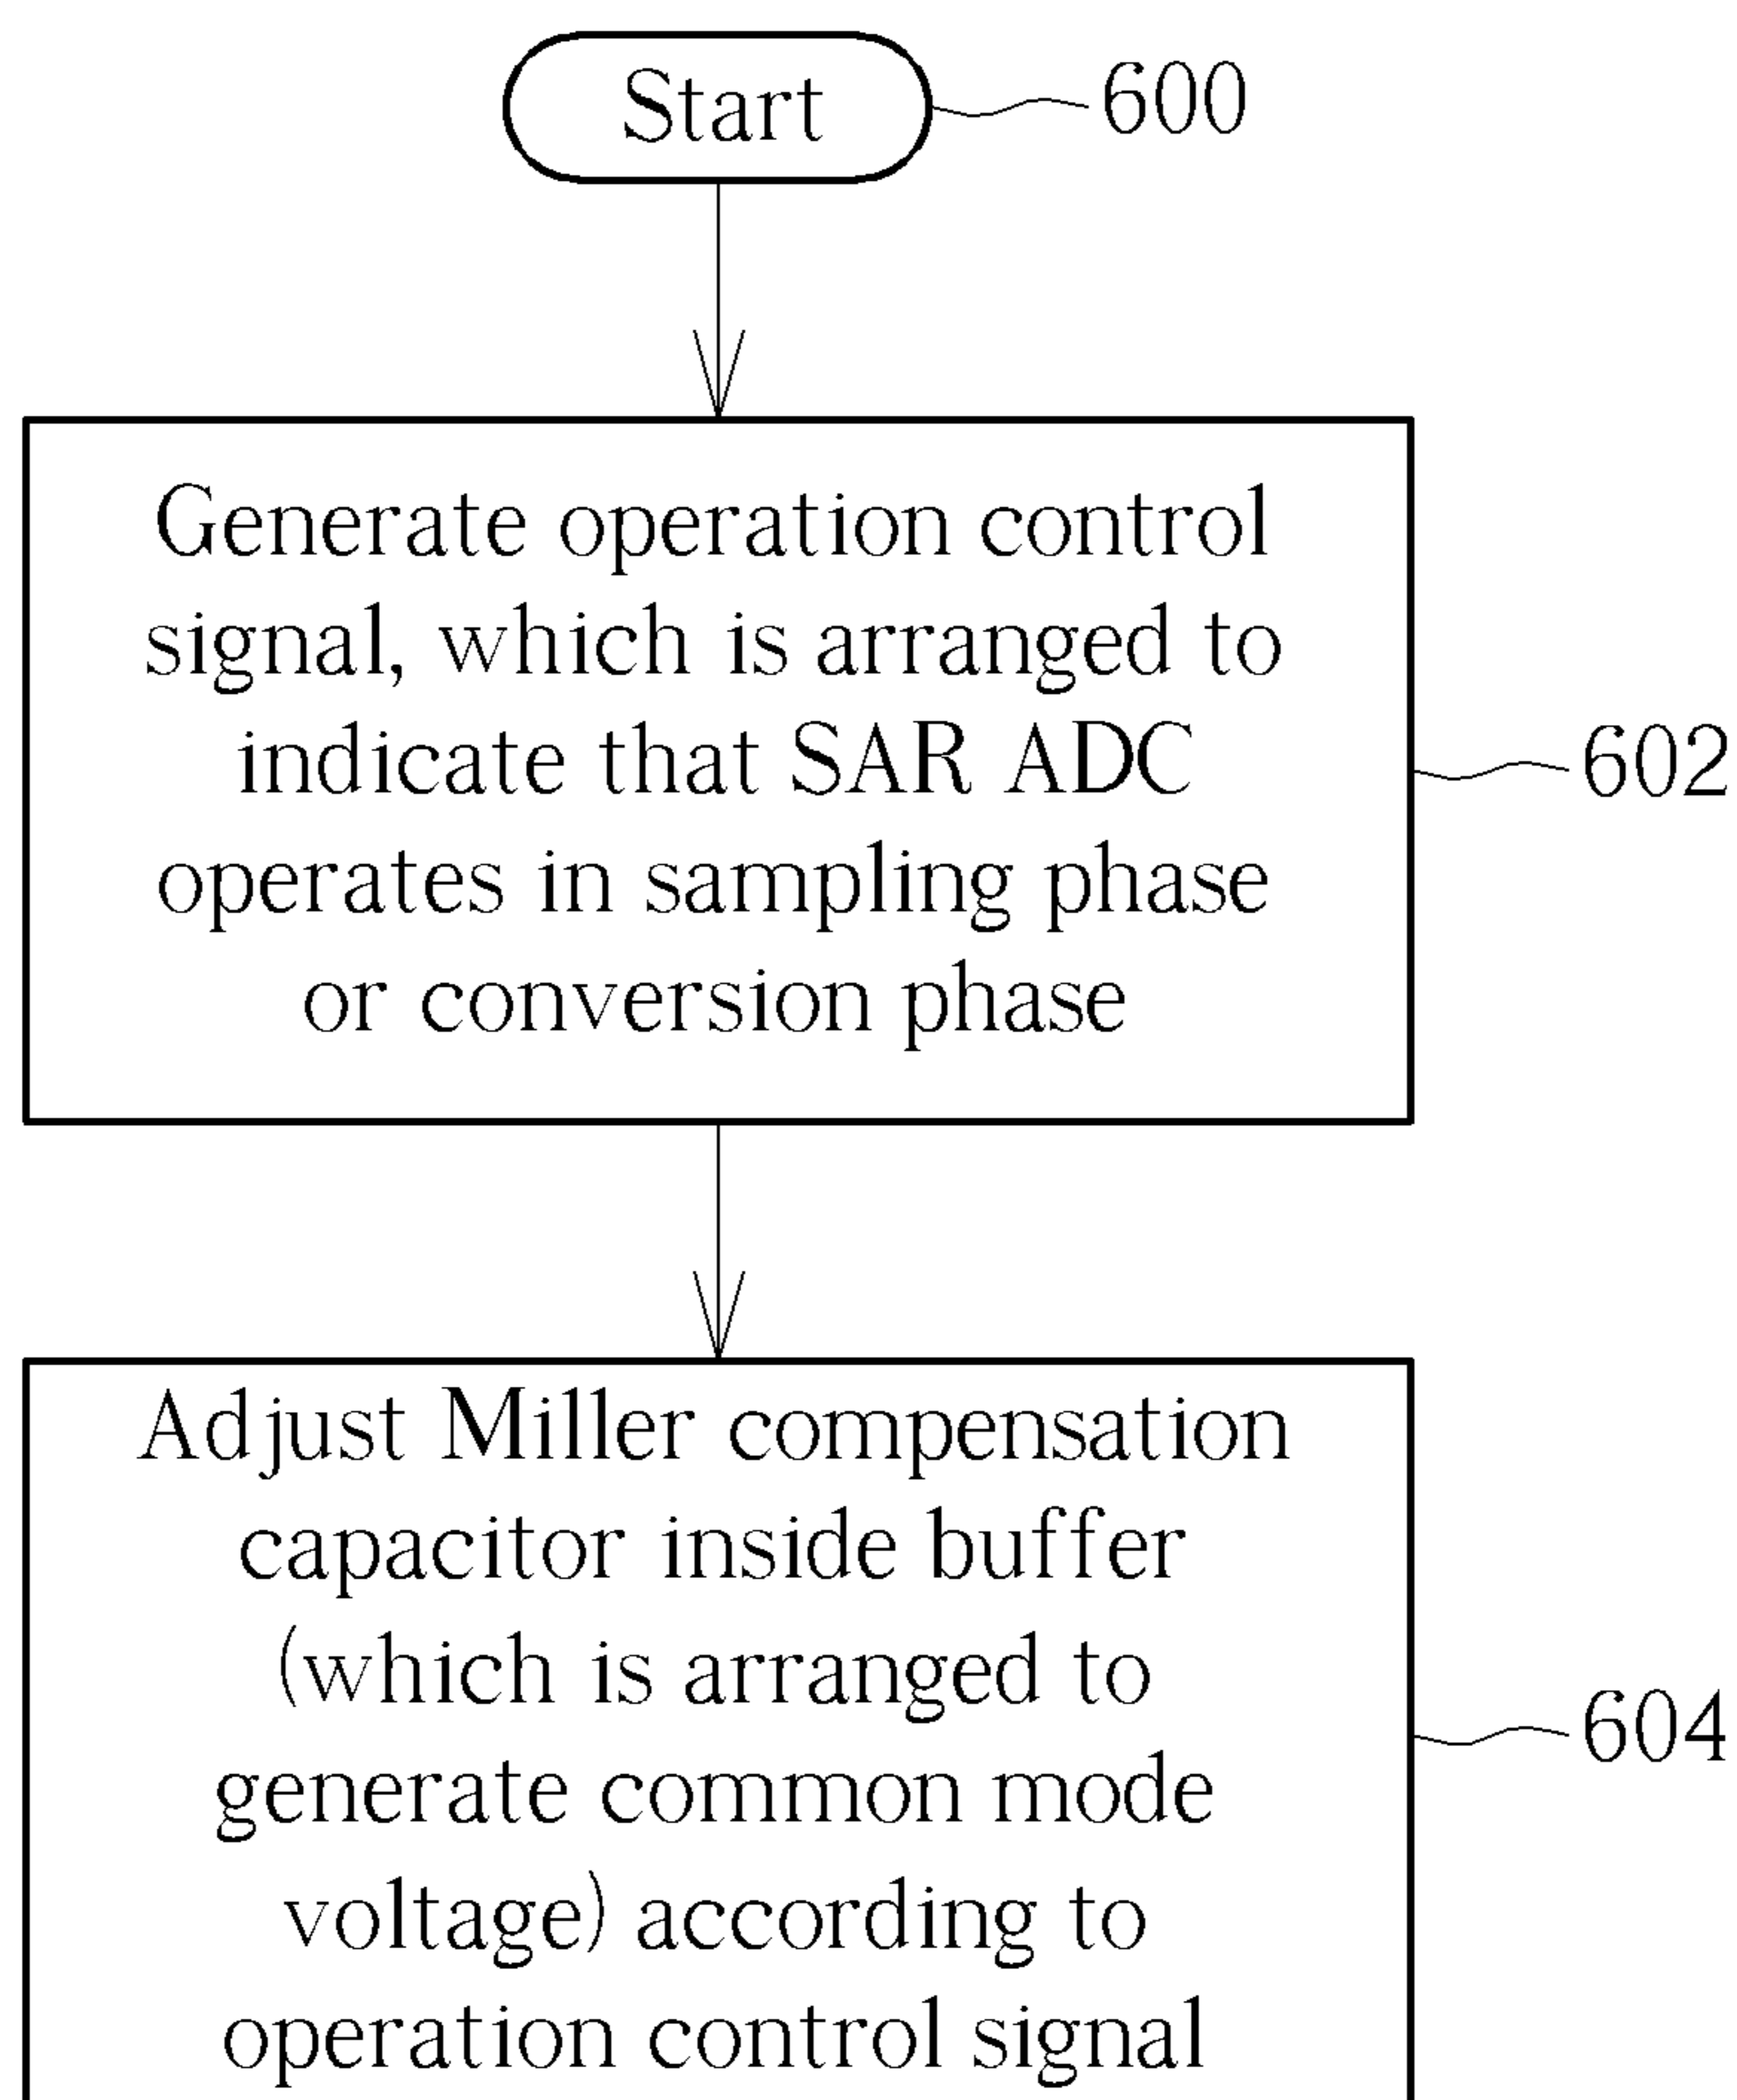 Start
600
Generate operation control
signal, which is arranged to
indicate that SAR ADC
operates in sampling phase
or conversion phase
602
Adjust Miller compensation
capacitor inside buffer
(which is arranged to
generate common mode
voltage) according to
operation control signal
604